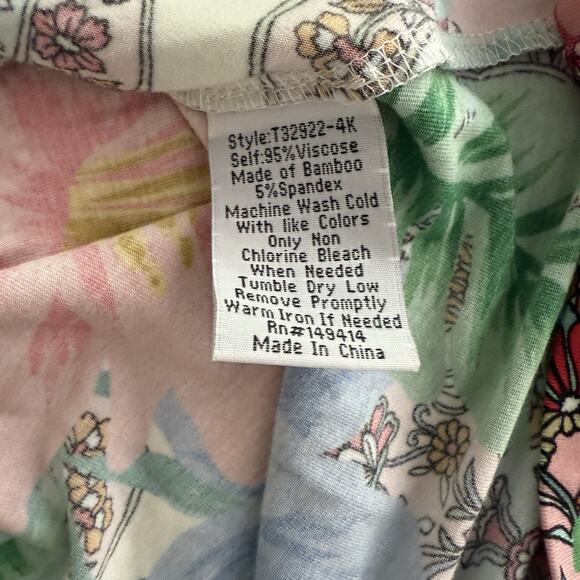 Style:T32922-4K
Self:95%Viscose
Made of Bamboo
5%Spandex
Machine Wash Cold
With like Colors
Only Non
Chlorine Bleach
When Needed
Tumble Dry Low
Remove Promptly
Warm Iron If Needed
Rn#149414
Made In China